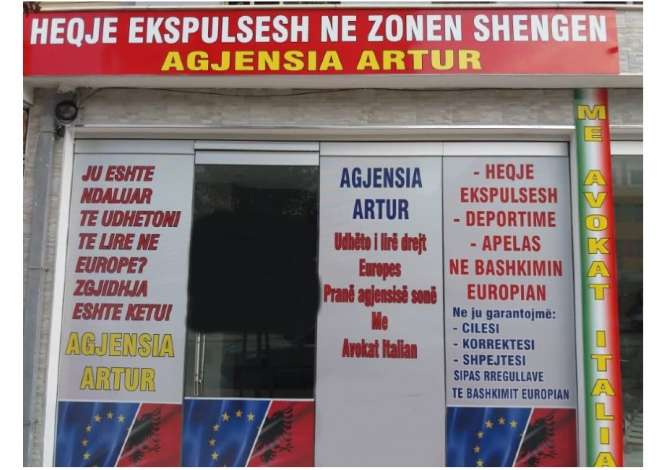 HEQJE EKSPULSESH NE ZONEN SHENGEN
AGJENSIA ARTUR
JU ESHTE
NDALUAR
TE UDHETONI
TE LIRE NE
EUROPE?
ZGJIDHJA
ESHTE KETU!
AGJENSIA
ARTUR
AGJENSIA
ARTUR
Udhëto i lirë drejt
Europes
Pranë agjensisë sonë
Me
Avokat Italian
- HEQJE
EKSPULSESH
- DEPORTIME
- APELAS
NE BASHKIMIN
EUROPIAN
Ne ju garantojmë:
- CILESI
- KORREKTESI
- SHPEJTESI
SIPAS RREGULLAVE
TE BASHKIMIT EUROPIAN
ME AVOKAT ITALIA